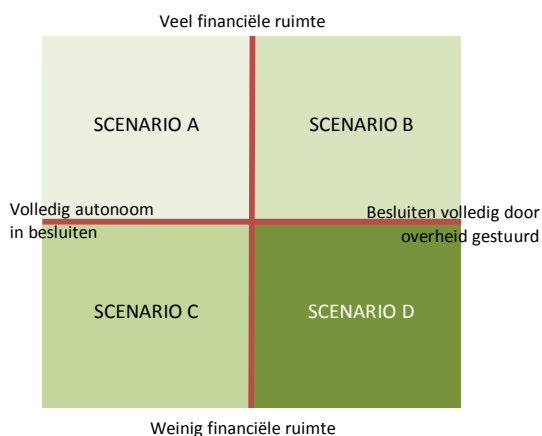 Veel financiële ruimte
SCENARIO A
SCENARIO B
Volledig autonoom
in besluiten
Besluiten volledig door
overheid gestuurd
SCENARIO C
SCENARIO D
Weinig financiële ruimte